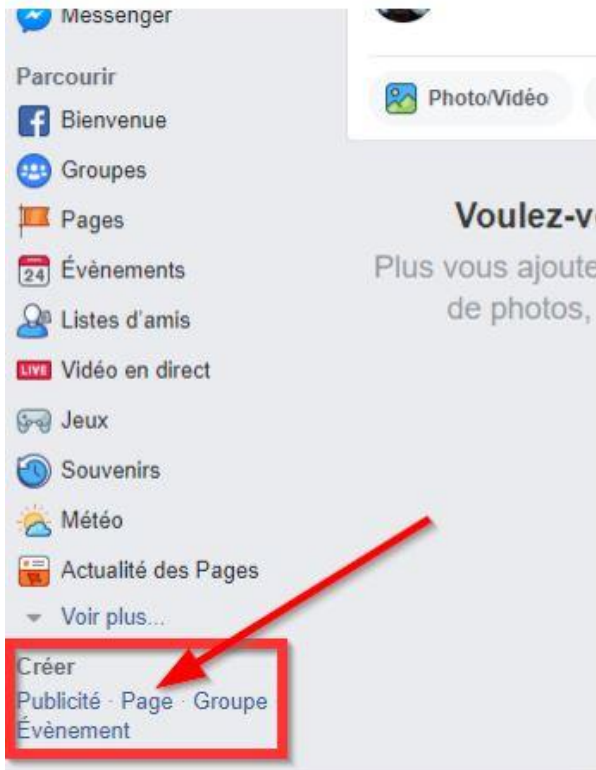 Messenger
Parcourir
Bienvenue
Groupes
Pages
24
Évènements
Listes d'amis
LIVE
Vidéo en direct
Jeux
Souvenirs
Météo
Actualité des Pages
Voir plus...
Créer
Publicité · Page · Groupe
Évènement
Photo/Vidéo
Voulez-v
Plus vous ajoute
de photos,